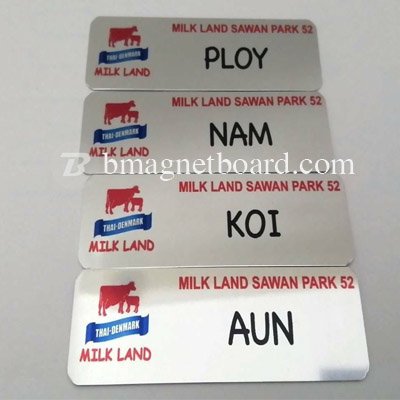 MILK LAND SAWAN PARK 52
PLOY
THAI-DENMARK
MILK LAND
MILK LAND SAWAN PARK 52
NAM
THAI-DENMARK
MILK LAND
B bmagnetboard.com
MILK LAND SAWAN PARK 52
KOI
THAI-DENMARK
MILK LAND
MILK LAND SAWAN PARK 52
AUN
THAI-DENMARK
MILK LAND